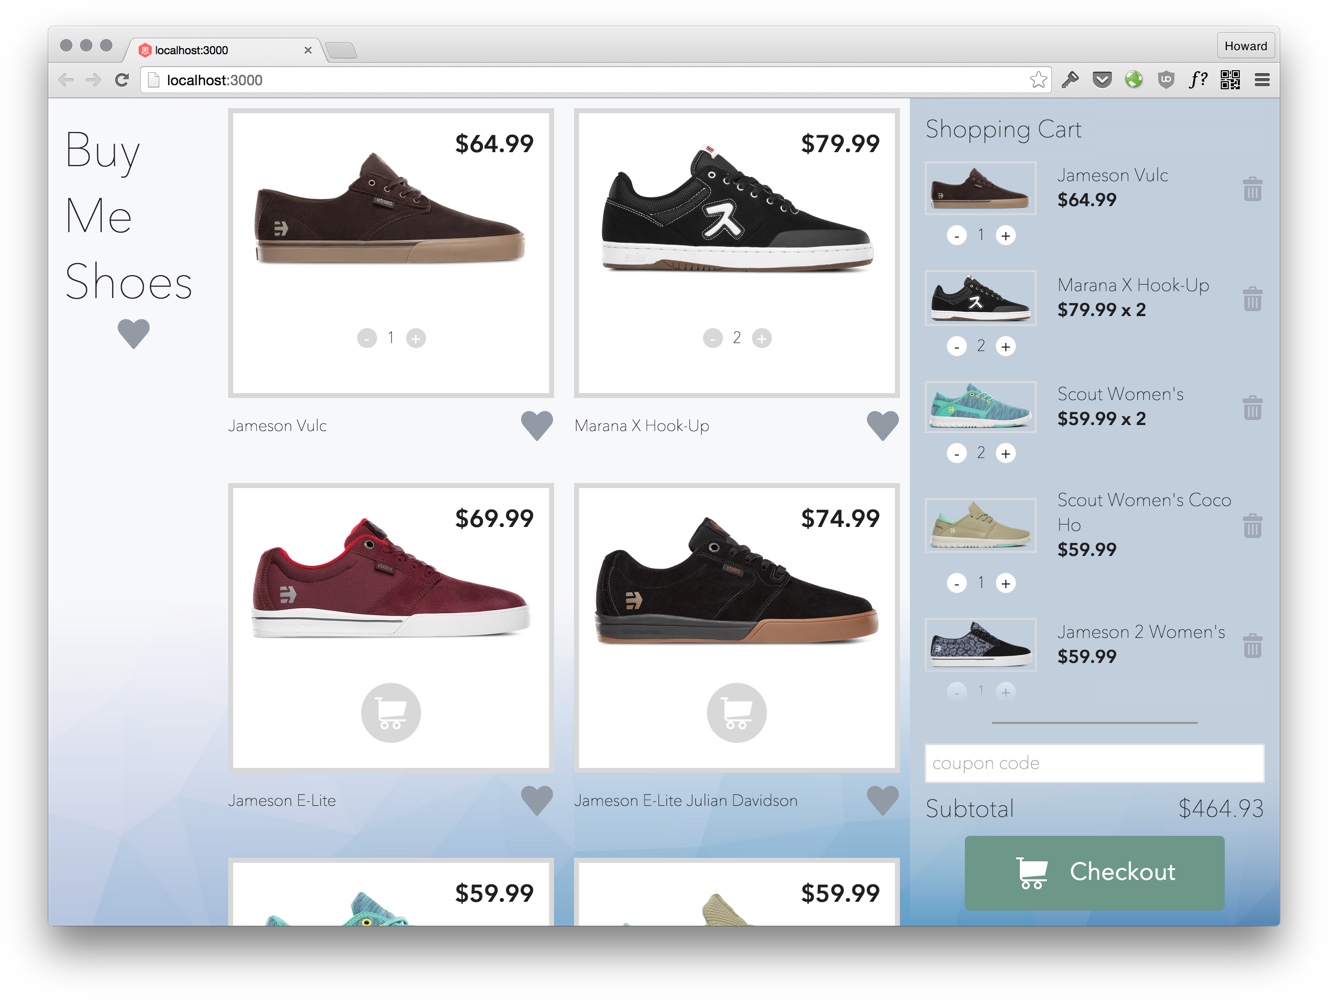 localhost:3000
Howard
localhost:3000
f?
Buy
Me
Shoes
$64.99
- 1 +
Jameson Vulc
$79.99
- 2 +
Marana X Hook-Up
$69.99
Jameson E-Lite
$74.99
Jameson E-Lite Julian Davidson
$59.99
$59.99
Shopping Cart
Jameson Vulc
$64.99
- 1 +
Marana X Hook-Up
$79.99 x 2
- 2 +
Scout Women's
$59.99 x 2
- 2 +
Scout Women's Coco
Ho
$59.99
- 1 +
Jameson 2 Women's
$59.99
- 1 +
coupon code
Subtotal $464.93
Checkout